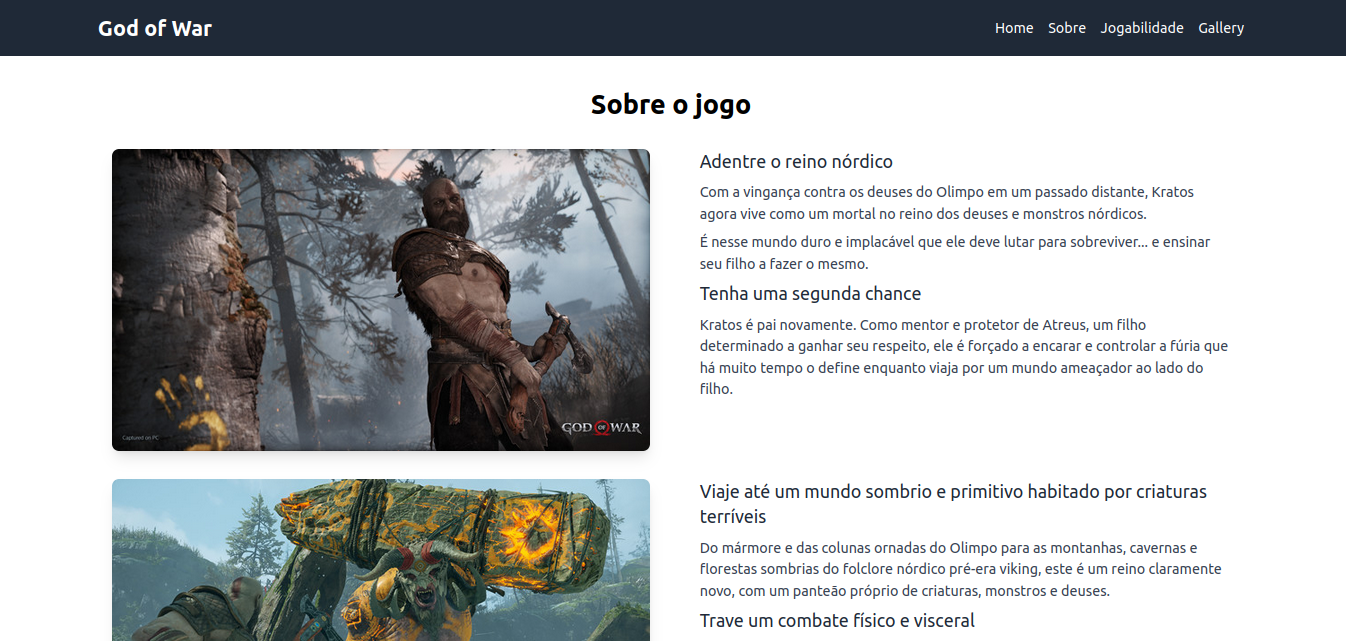 God of War
Home Sobre Jogabilidade Gallery
Sobre o jogo
Captured on PC
GOD OF WAR
Adentre o reino nórdico
Com a vingança contra os deuses do Olimpo em um passado distante, Kratos
agora vive como um mortal no reino dos deuses e monstros nórdicos.
É nesse mundo duro e implacável que ele deve lutar para sobreviver... e ensinar
seu filho a fazer o mesmo.
Tenha uma segunda chance
Kratos é pai novamente. Como mentor e protetor de Atreus, um filho
determinado a ganhar seu respeito, ele é forçado a encarar e controlar a fúria que
há muito tempo o define enquanto viaja por um mundo ameaçador ao lado do
filho.
Viaje até um mundo sombrio e primitivo habitado por criaturas
terríveis
Do mármore e das colunas ornadas do Olimpo para as montanhas, cavernas e
florestas sombrias do folclore nórdico pré-era viking, este é um reino claramente
novo, com um panteão próprio de criaturas, monstros e deuses.
Trave um combate físico e visceral